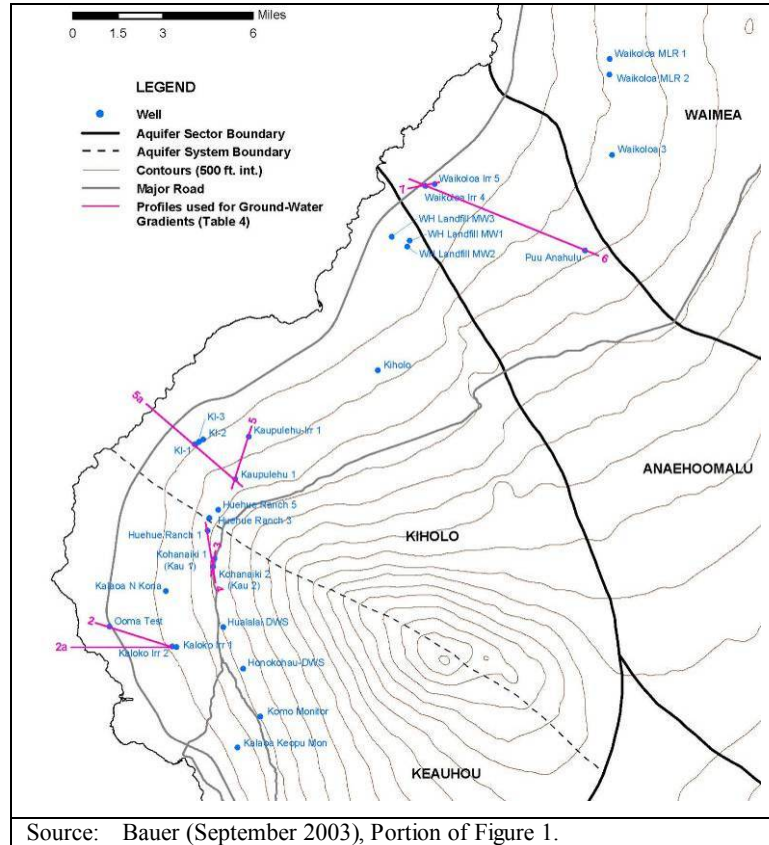 Miles
0 1.5 3 6
LEGEND
Well
Aquifer Sector Boundary
Aquifer System Boundary
Contours (500 ft. int.)
Major Road
Profiles used for Ground-Water
Gradients (Table 4)
Waikoloa MLR 1
Waikoloa MLR 2
WAIMEA
Waikoloa 3
7
Waikoloa Irr 5
Waikoloa Irr 4
WH Landfill MW3
WH Landfill MW1
WH Landfill MW2
Puu Anahulu
6
Kiholo
5a
KI-3
KI-2
KI-1
5
Kaupulehu-Irr 1
Kaupulehu 1
ANAEHOOMALU
Huehue Ranch 5
Huehue Ranch 3
Huehue Ranch 1
KIHOLO
3
Kohanaiki 1
(Kau 1)
Kohanaiki 2
(Kau 2)
4
Kalaoa N Kona
2
Ooma Test
Hualalai DWS
2a
Kaloko Irr 2
Kaloko Irr 1
Honokohau-DWS
Komo Monitor
Kalaoa Keopu Mon
KEAUHOU
Source: Bauer (September 2003), Portion of Figure 1.